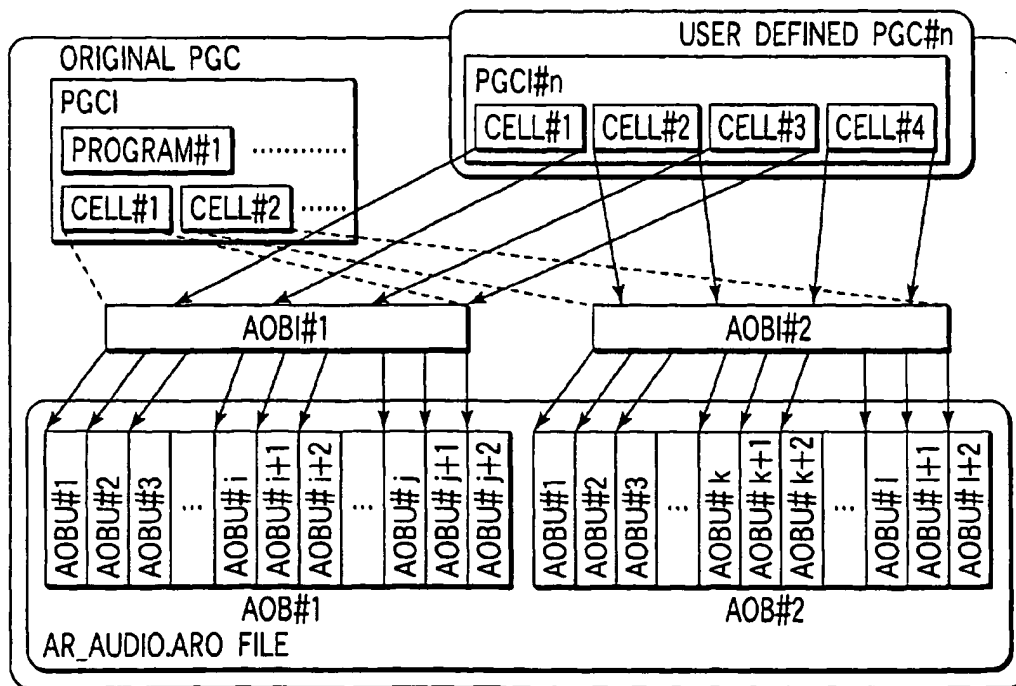 USER DEFINED PGC#n
ORIGINAL PGC
PGCI
PROGRAM#1 ............
CELL#1 CELL#2 ......
PGCI#n
CELL#1 CELL#2 CELL#3 CELL#4
AOBI#1 AOBI#2
AOBU#1 AOBU#2 AOBU#3 ... AOBU#i AOBU#i+1 AOBU#i+2 ... AOBU#j AOBU#j+1 AOBU#j+2
AOBU#1 AOBU#2 AOBU#3 ... AOBU#k AOBU#k+1 AOBU#k+2 ... AOBU#l AOBU#l+1 AOBU#l+2
AOB#1 AOB#2
AR_AUDIO.ARO FILE